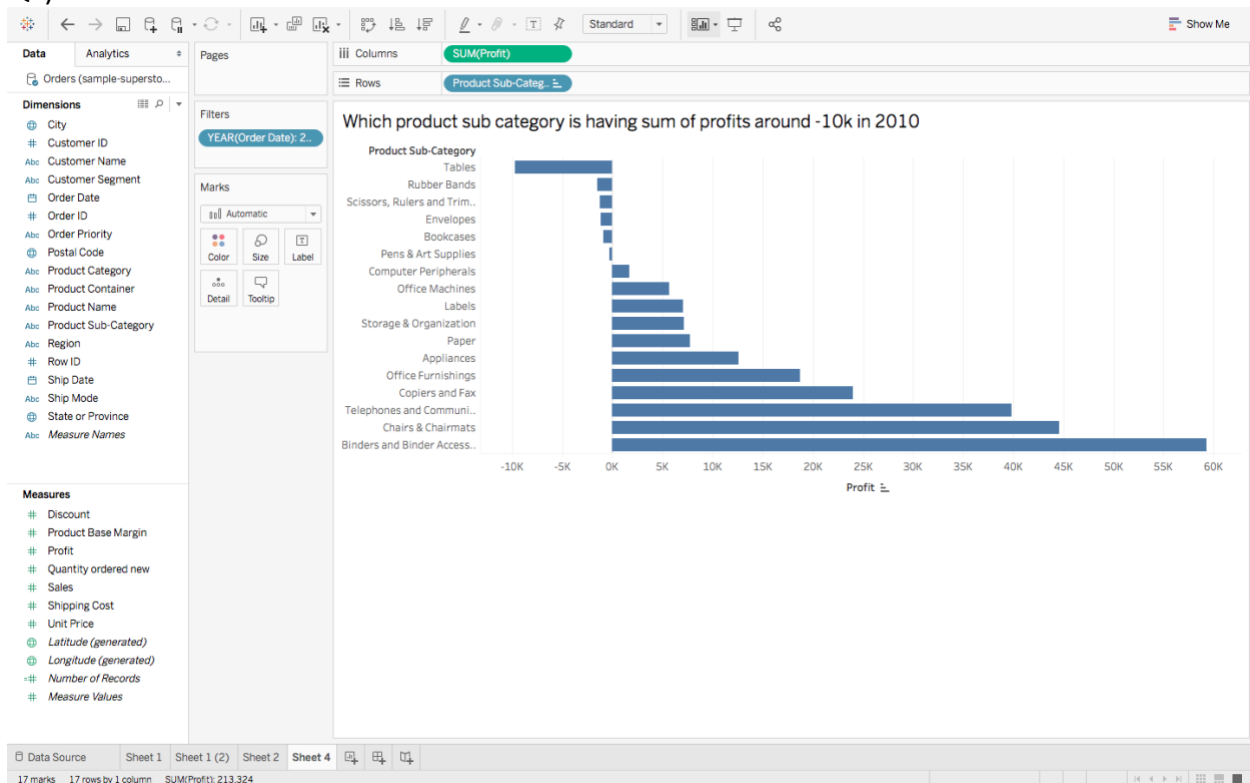 Standard
Show Me
Data
Analytics
Pages
Columns
SUM(Profit)
Orders (sample-supersto...
Rows
Product Sub-Categ..
Dimensions
City
Customer ID
Customer Name
Customer Segment
Order Date
Order ID
Order Priority
Postal Code
Product Category
Product Container
Product Name
Product Sub-Category
Region
Row ID
Ship Date
Ship Mode
State or Province
Measure Names
Measures
Discount
Product Base Margin
Profit
Quantity ordered new
Sales
Shipping Cost
Unit Price
Latitude (generated)
Longitude (generated)
Number of Records
Measure Values
Filters
YEAR(Order Date): 2..
Marks
Automatic
Color Size Label
Detail Tooltip
Which product sub category is having sum of profits around -10k in 2010
Product Sub-Category
Tables
Rubber Bands
Scissors, Rulers and Trim..
Envelopes
Bookcases
Pens & Art Supplies
Computer Peripherals
Office Machines
Labels
Storage & Organization
Paper
Appliances
Office Furnishings
Copiers and Fax
Telephones and Communi..
Chairs & Chairmats
Binders and Binder Access..
-10K -5K 0K 5K 10K 15K 20K 25K 30K 35K 40K 45K 50K 55K 60K
Profit
Data Source Sheet 1 Sheet 1 (2) Sheet 2 Sheet 4
17 marks 17 rows by 1 column SUM(Profit): 213,324